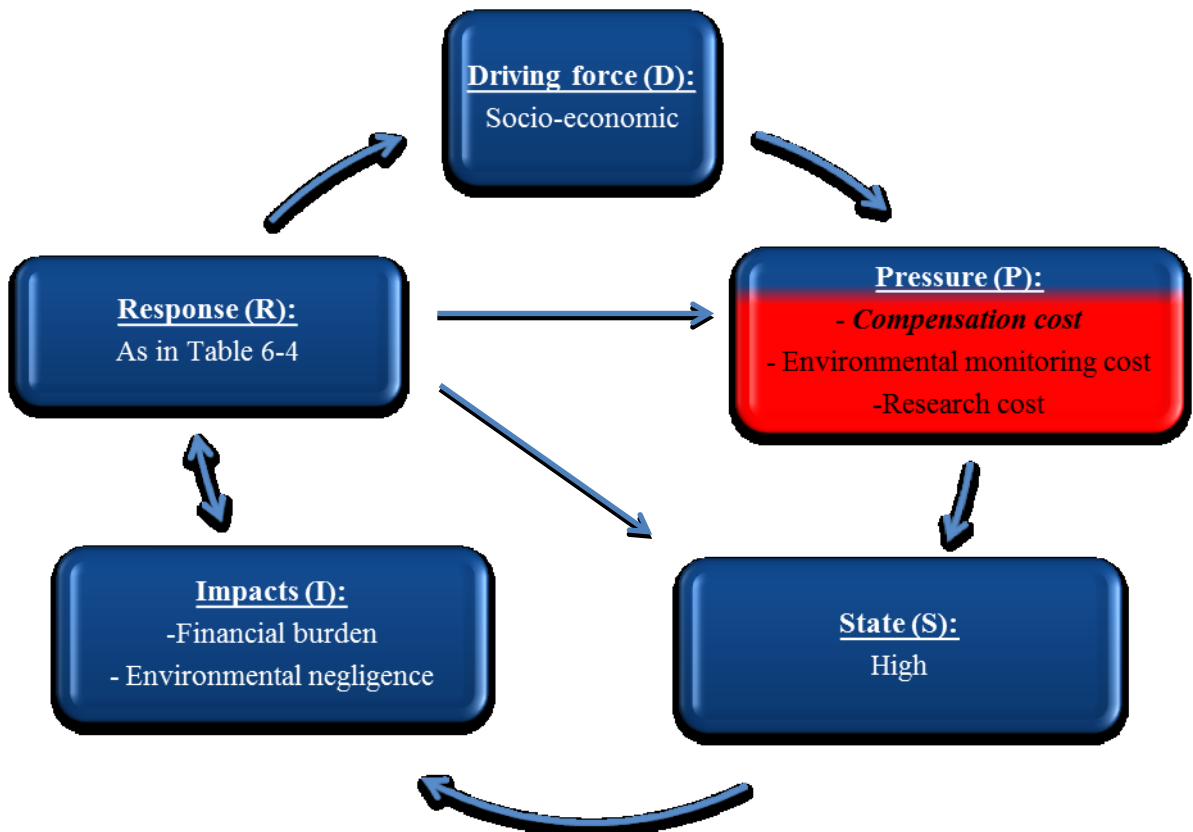 Driving force (D):
Socio-economic
Response (R):
As in Table 6-4
Pressure (P):
- Compensation cost
- Environmental monitoring cost
-Research cost
Impacts (I):
-Financial burden
- Environmental negligence
State (S):
High